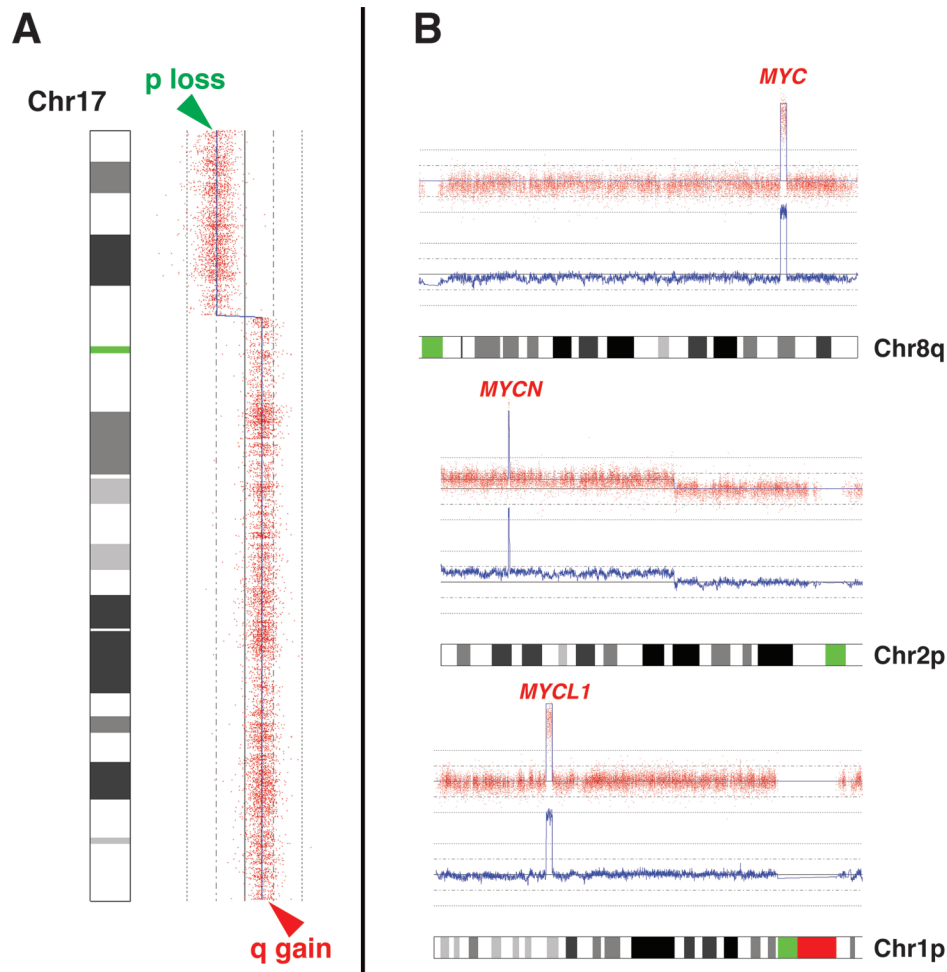 A
p loss
Chr17
q gain
B
MYC
Chr8q
MYCN
Chr2p
MYCL1
Chr1p